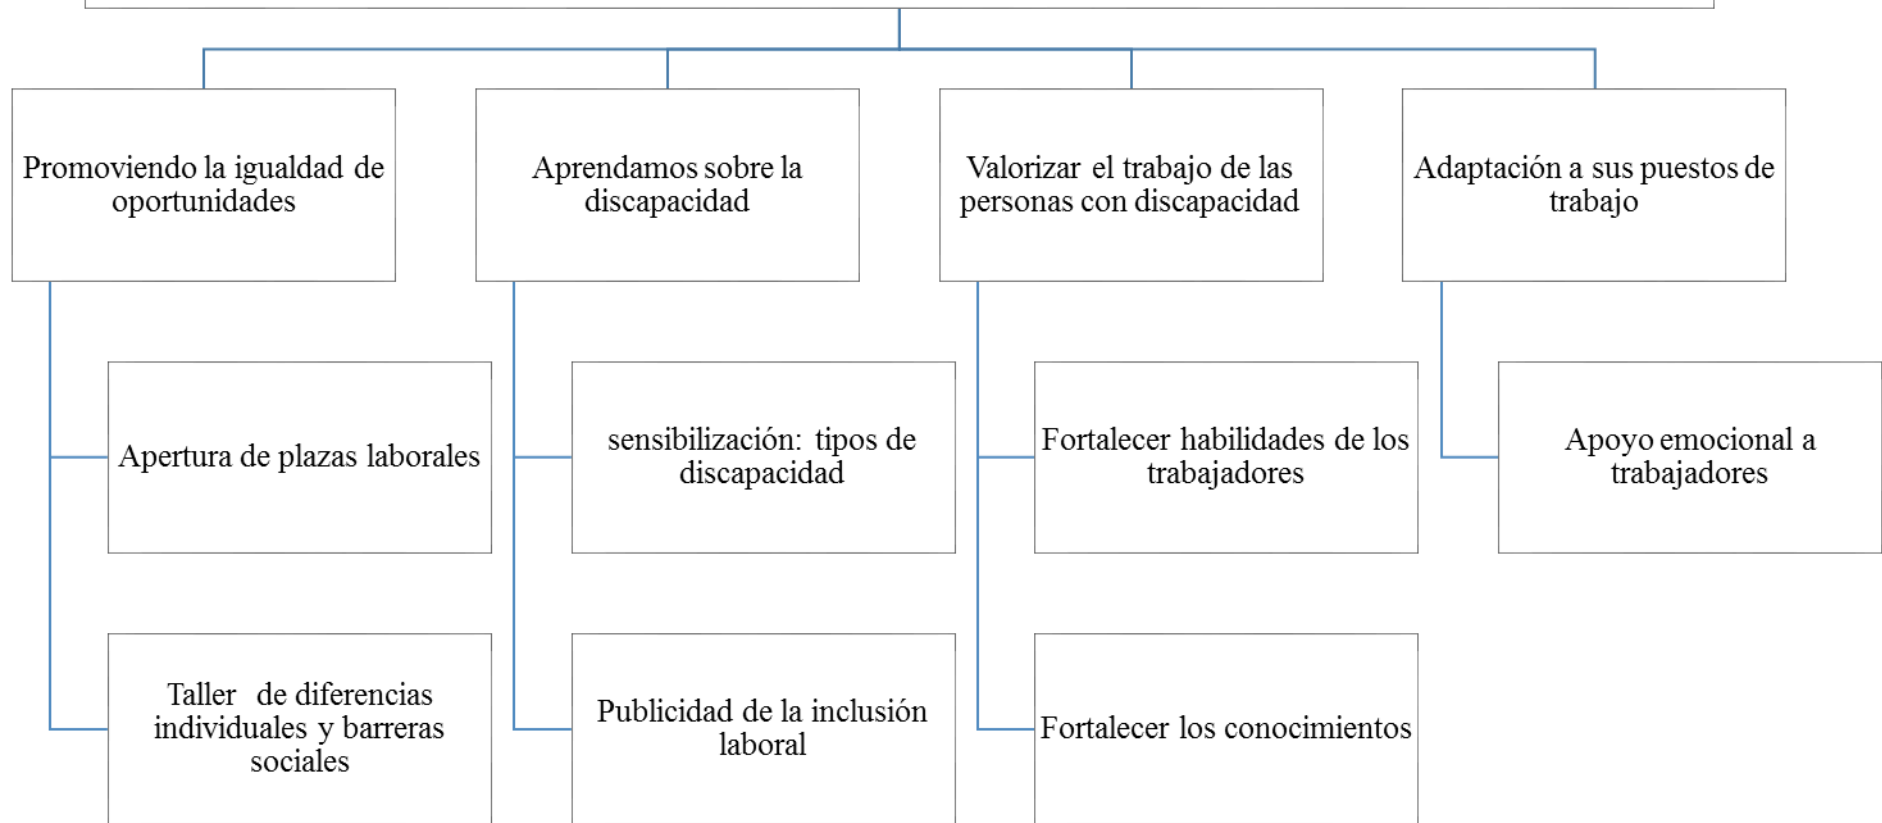 Promoviendo la igualdad de
oportunidades
Aprendamos sobre la
discapacidad
Valorizar el trabajo de las
personas con discapacidad
Adaptación a sus puestos de
trabajo
Apertura de plazas laborales
sensibilización: tipos de
discapacidad
Fortalecer habilidades de los
trabajadores
Apoyo emocional a
trabajadores
Taller de diferencias
individuales y barreras
sociales
Publicidad de la inclusión
laboral
Fortalecer los conocimientos